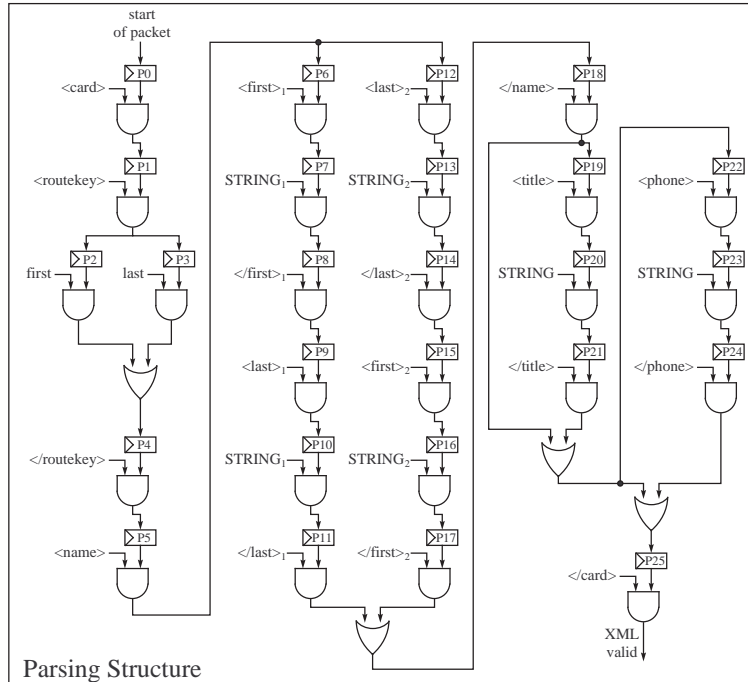 start
of packet
P0
<card>
P1
<routekey>
P2
P3
first
last
P4
</routekey>
P5
<name>
P6
<first>₁
P7
STRING₁
P8
</first>₁
P9
<last>₁
P10
STRING₁
P11
</last>₁
P12
<last>₂
P13
STRING₂
P14
</last>₂
P15
<first>₂
P16
STRING₂
P17
</first>₂
P18
</name>
P19
<title>
P20
STRING
P21
</title>
P22
<phone>
P23
STRING
P24
</phone>
P25
</card>
XML
valid
Parsing Structure